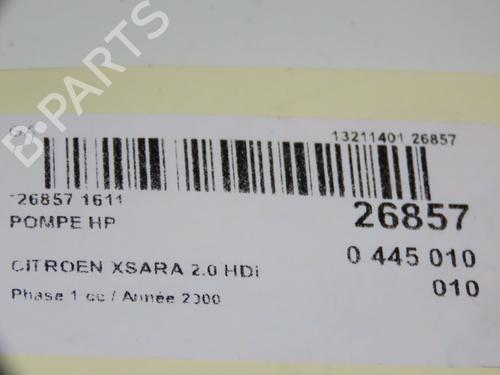 13211401 26857
26857 1611
26857
POMPE HP
0 445 010
010
CITROEN XSARA 2.0 HDi
Phase 1 cc / Année 2000
B-PARTS